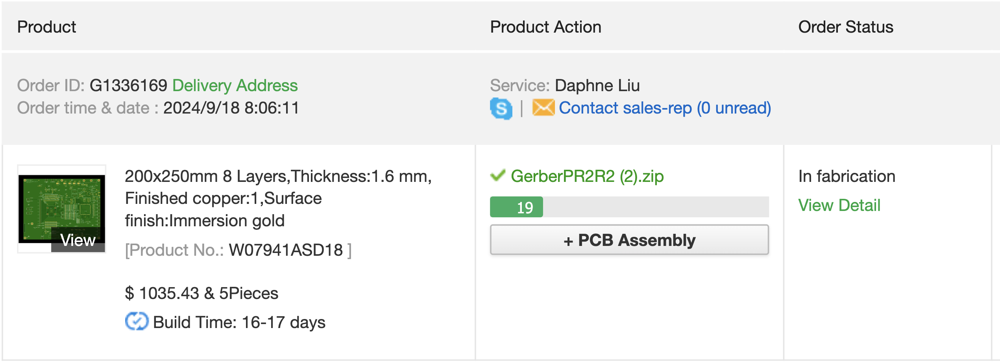 Product
Product Action
Order Status
Order ID: G1336169 Delivery Address
Order time & date : 2024/9/18 8:06:11
Service: Daphne Liu
| Contact sales-rep (0 unread)
View
200x250mm 8 Layers,Thickness:1.6 mm,
Finished copper:1,Surface
finish:Immersion gold
[Product No.: W07941ASD18 ]
$ 1035.43 & 5Pieces
Build Time: 16-17 days
GerberPR2R2 (2).zip
19
+ PCB Assembly
In fabrication
View Detail